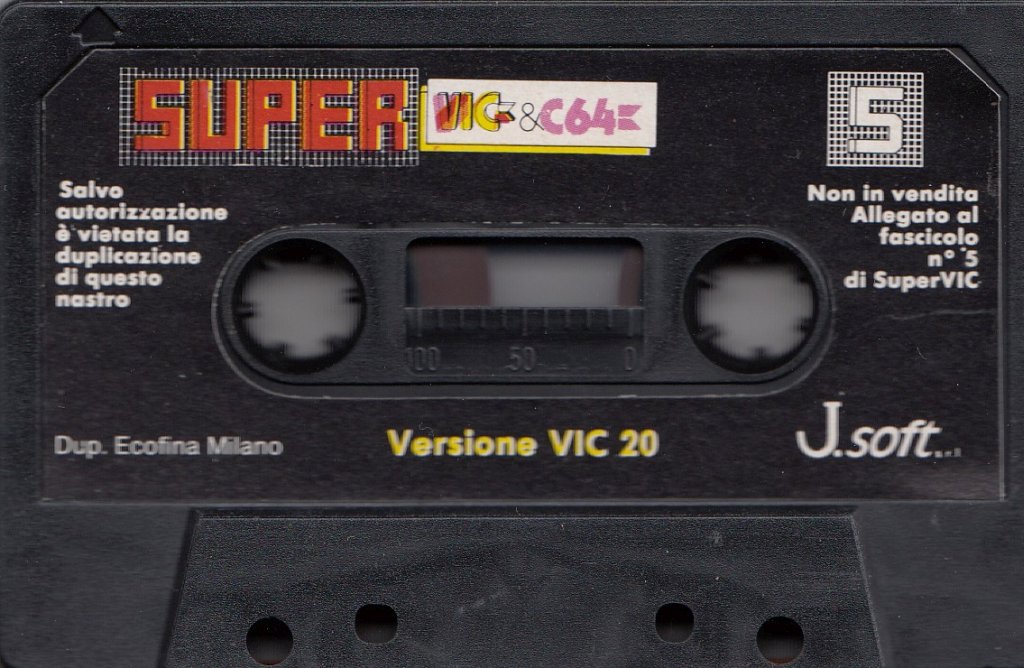 SUPER VIC & C64
5
Salvo
autorizzazione
è vietata la
duplicazione
di questo
nastro
Non in vendita
Allegato al
fascicolo
n° 5
di SuperVIC
100 50 0
Dup. Ecofina Milano
Versione VIC 20
J.soft s.r.l.